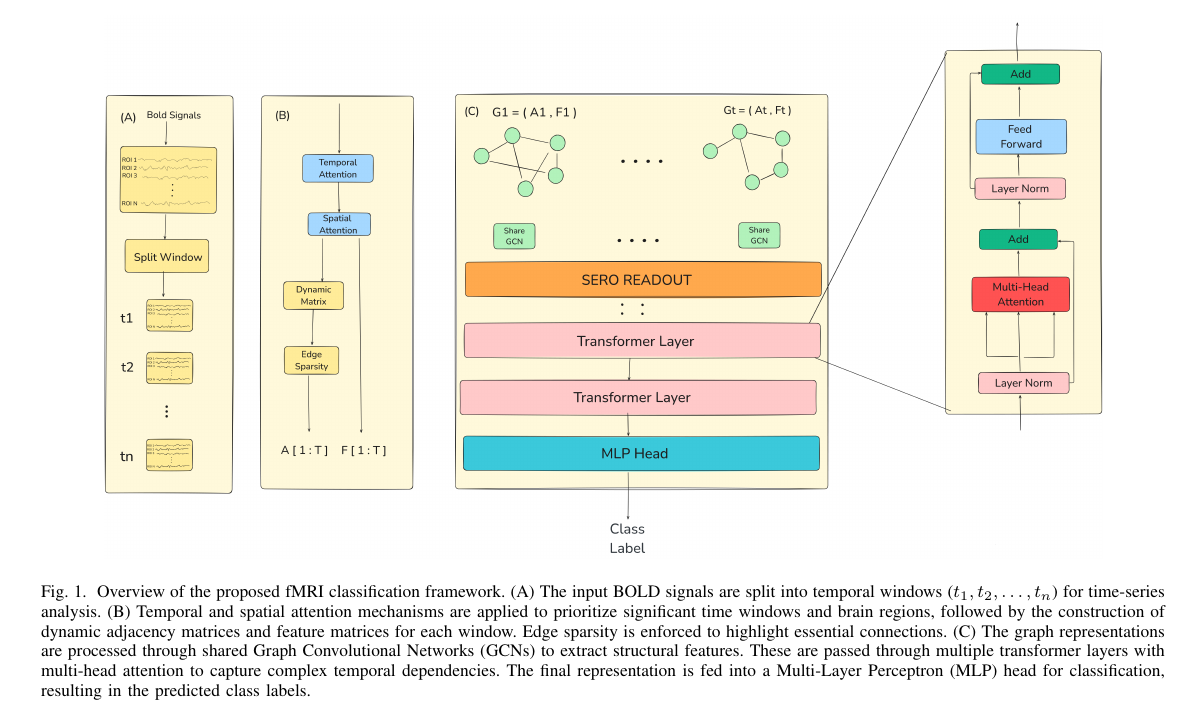 (A) Bold Signals
ROI 1
ROI 2
ROI 3
ROI N
Split Window
t1
t2
tn
(B)
Temporal
Attention
Spatial
Attention
Dynamic
Matrix
Edge
Sparsity
A [ 1 : T ] F [ 1 : T ]
(C) G1 = ( A1 , F1 )
Gt = ( At , Ft )
Share
GCN
Share
GCN
SERO READOUT
Transformer Layer
Transformer Layer
MLP Head
Class
Label
Add
Feed
Forward
Layer Norm
Add
Multi-Head
Attention
Layer Norm
Fig. 1. Overview of the proposed fMRI classification framework. (A) The input BOLD signals are split into temporal windows (t₁, t₂, . . . , tₙ) for time-series
analysis. (B) Temporal and spatial attention mechanisms are applied to prioritize significant time windows and brain regions, followed by the construction of
dynamic adjacency matrices and feature matrices for each window. Edge sparsity is enforced to highlight essential connections. (C) The graph representations
are processed through shared Graph Convolutional Networks (GCNs) to extract structural features. These are passed through multiple transformer layers with
multi-head attention to capture complex temporal dependencies. The final representation is fed into a Multi-Layer Perceptron (MLP) head for classification,
resulting in the predicted class labels.